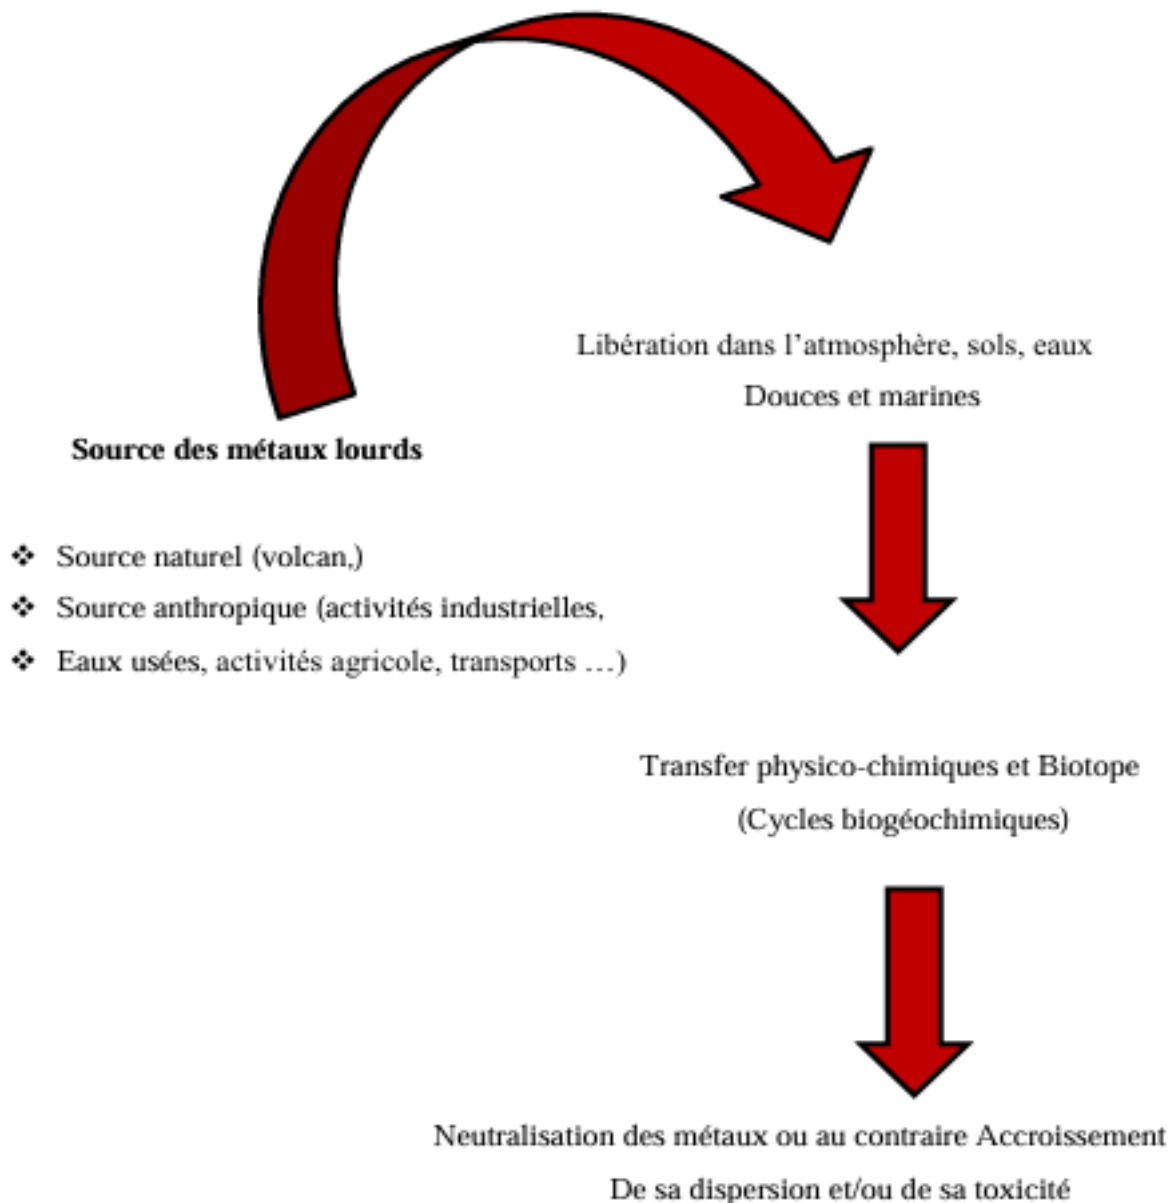 Source des métaux lourds
❖ Source naturel (volcan,)
❖ Source anthropique (activités industrielles,
❖ Eaux usées, activités agricole, transports …)
Libération dans l’atmosphère, sols, eaux
Douces et marines
Transfer physico-chimiques et Biotope
(Cycles biogéochimiques)
Neutralisation des métaux ou au contraire Accroissement
De sa dispersion et/ou de sa toxicité